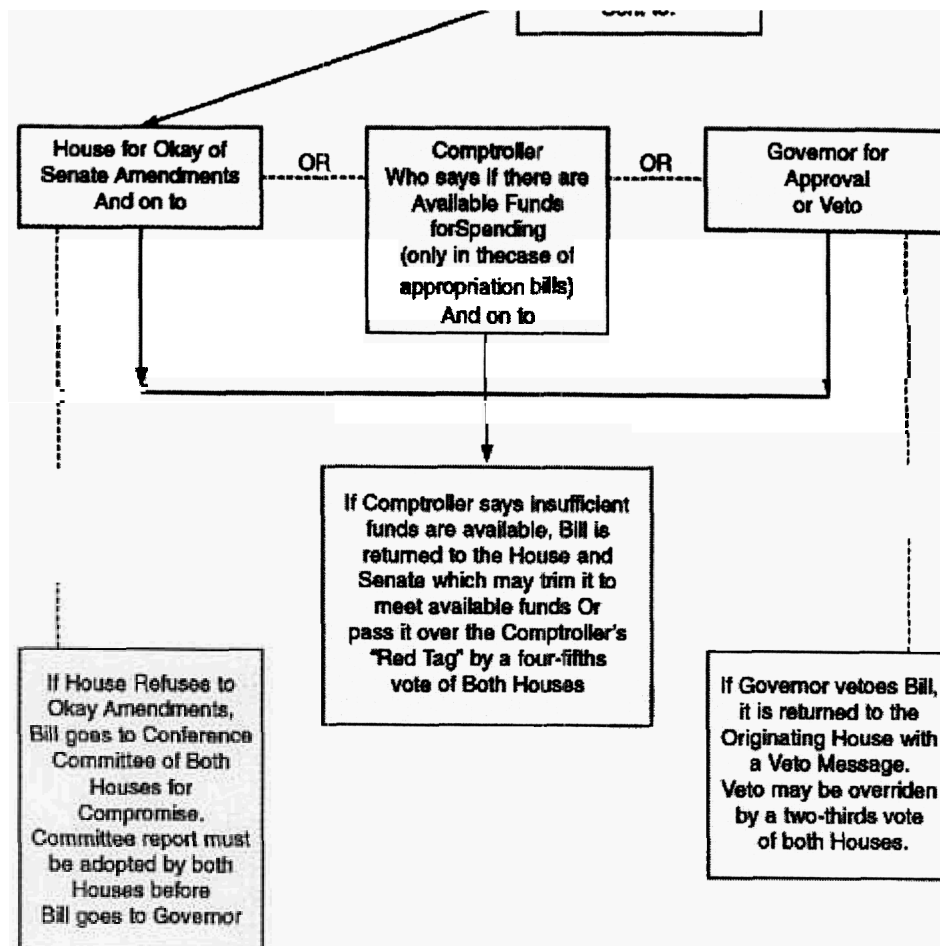 House for Okay of
Senate Amendments
And on to
OR
Comptroller
Who says if there are
Available Funds
forSpending
(only in thecase of
appropriation bills)
And on to
OR
Governor for
Approval
or Veto
If Comptroller says insufficient
funds are available, Bill is
returned to the House and
Senate which may trim it to
meet available funds Or
pass it over the Comptroller's
"Red Tag" by a four-fifths
vote of Both Houses
If House Refuses to
Okay Amendments,
Bill goes to Conference
Committee of Both
Houses for
Compromise.
Committee report must
be adopted by both
Houses before
Bill goes to Governor
If Governor vetoes Bill,
it is returned to the
Originating House with
a Veto Message.
Veto may be overriden
by a two-thirds vote
of both Houses.